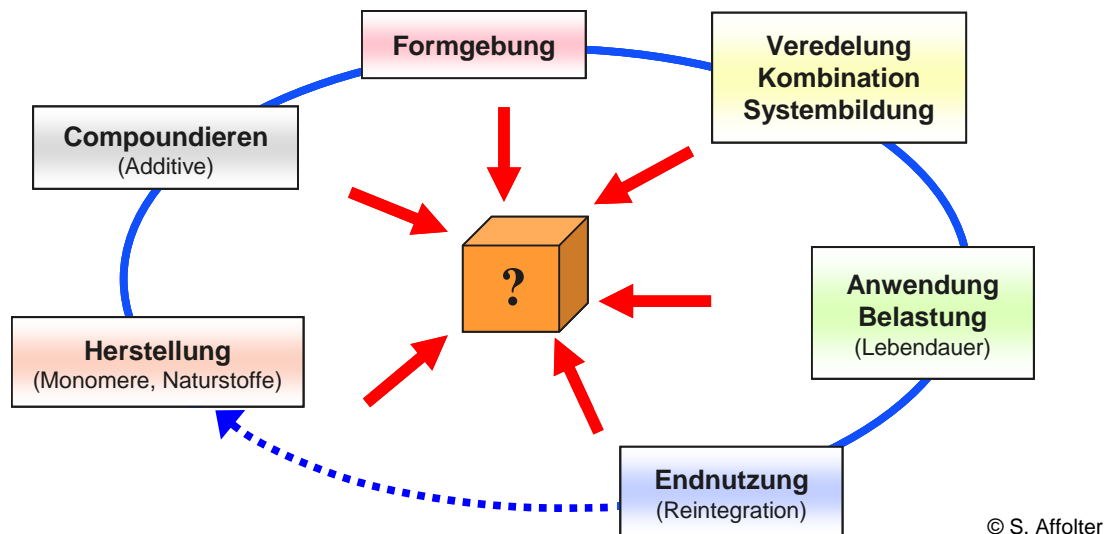 Formgebung
Veredelung
Kombination
Systembildung
Compoundieren
(Additive)
?
Anwendung
Belastung
(Lebendauer)
Herstellung
(Monomere, Naturstoffe)
Endnutzung
(Reintegration)
© S. Affolter